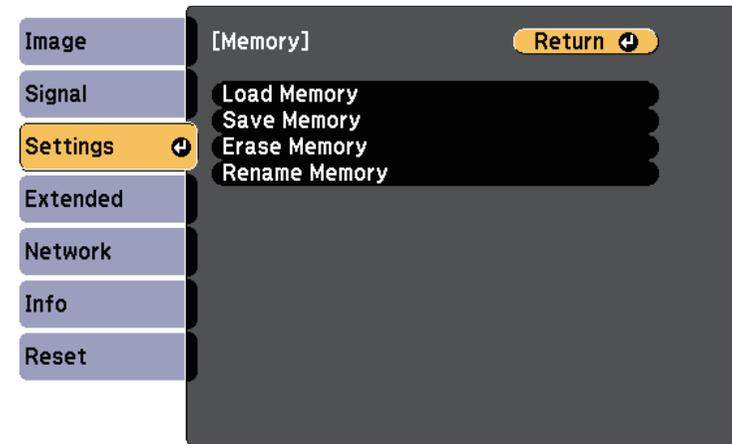 Image
Signal
Settings
Extended
Network
Info
Reset
[Memory]
Return
Load Memory
Save Memory
Erase Memory
Rename Memory